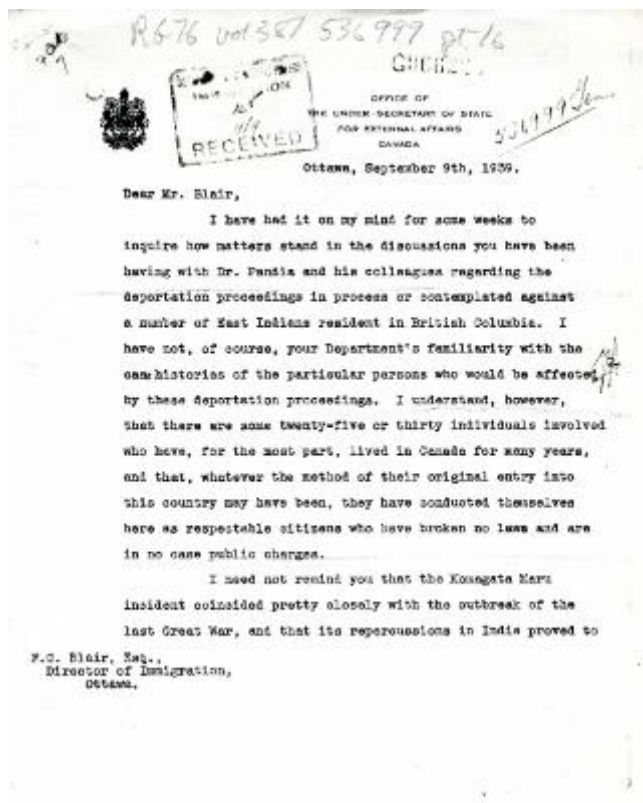 RG76 vol 387 536999 pt-16
RECEIVED
OFFICE OF
THE UNDER-SECRETARY OF STATE
FOR EXTERNAL AFFAIRS
CANADA
536999
Ottawa, September 9th, 1939.
Dear Mr. Blair,
I have had it on my mind for some weeks to
inquire how matters stand in the discussions you have been
having with Dr. Pandia and his colleagues regarding the
deportation proceedings in process or contemplated against
a number of East Indians resident in British Columbia. I
have not, of course, your Department's familiarity with the
case histories of the particular persons who would be affected
by these deportation proceedings. I understand, however,
that there are some twenty-five or thirty individuals involved
who have, for the most part, lived in Canada for many years,
and that, whatever the method of their original entry into
this country may have been, they have conducted themselves
here as respectable citizens who have broken no laws and are
in no case public charges.
I need not remind you that the Komagata Maru
incident coincided pretty closely with the outbreak of the
last Great War, and that its repercussions in India proved to
F.C. Blair, Esq.,
Director of Immigration,
Ottawa.